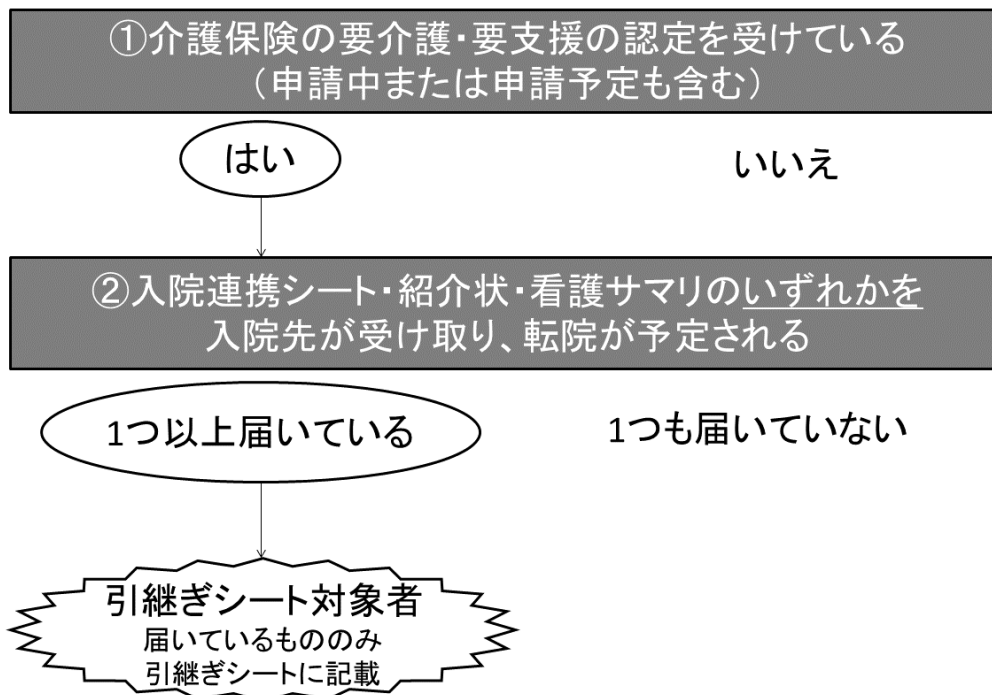 ①介護保険の要介護・要支援の認定を受けている
（申請中または申請予定も含む）
はい
いいえ
②入院連携シート・紹介状・看護サマリのいずれかを
入院先が受け取り、転院が予定される
1つ以上届いている
1つも届いていない
引継ぎシート対象者
届いているもののみ
引継ぎシートに記載